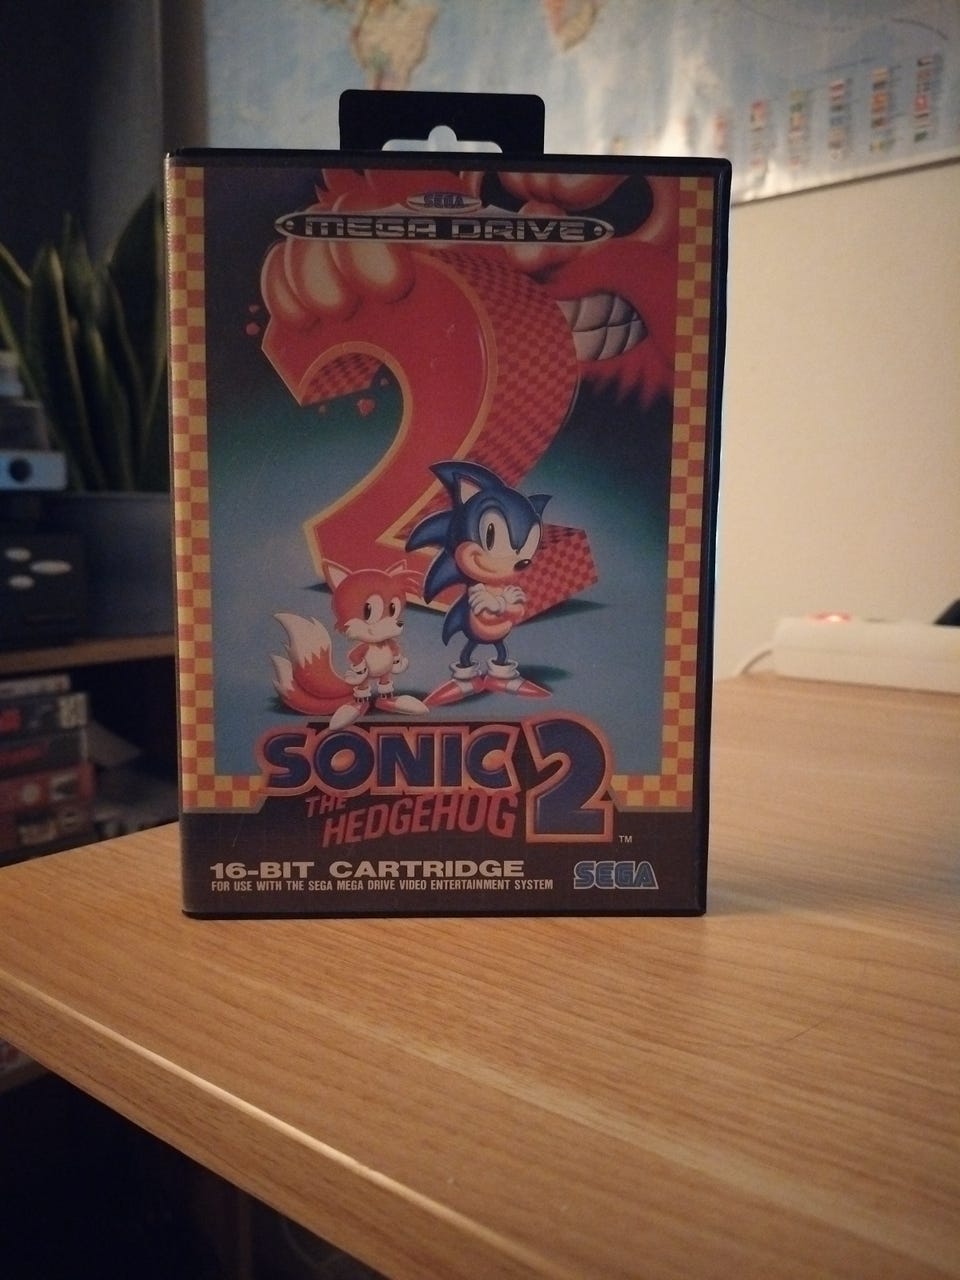 SEGA
MEGA DRIVE
2
SONIC
THE
HEDGEHOG 2
TM
16-BIT CARTRIDGE
FOR USE WITH THE SEGA MEGA DRIVE VIDEO ENTERTAINMENT SYSTEM
SEGA